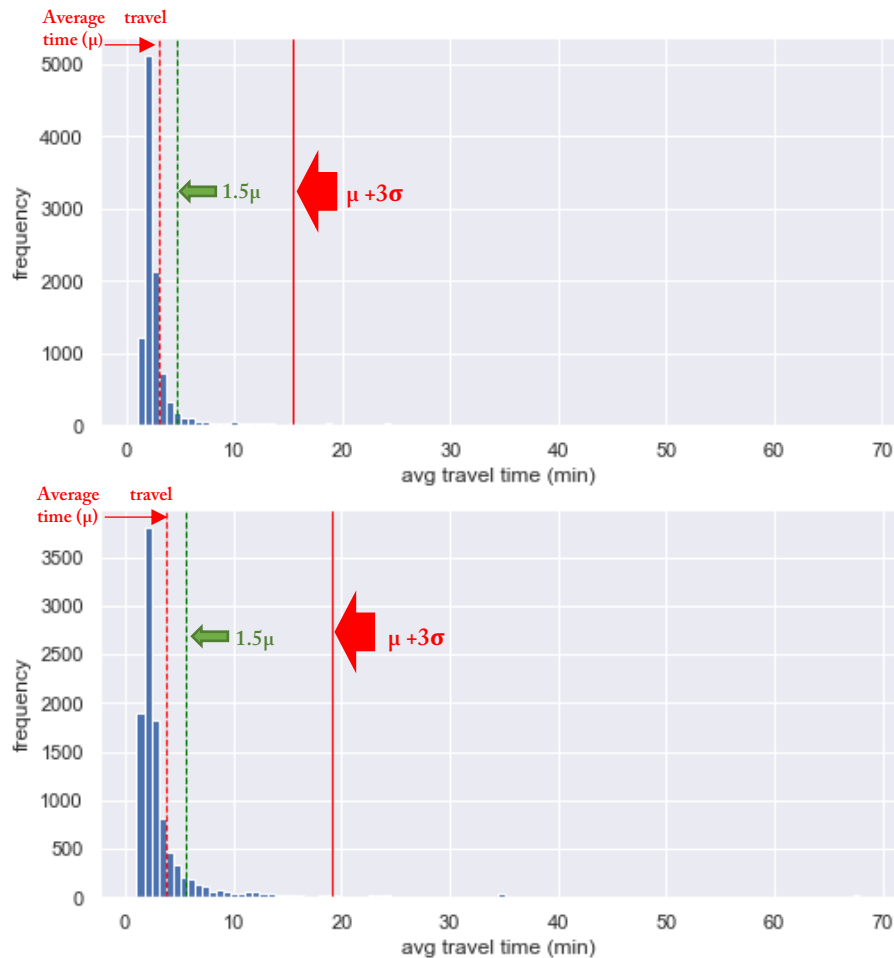 Average travel
time (μ)
5000
4000
3000
2000
1000
0
frequency
1.5μ
μ +3σ
0 10 20 30 40 50 60 70
avg travel time (min)
Average travel
time (μ)
3500
3000
2500
2000
1500
1000
500
0
frequency
1.5μ
μ +3σ
0 10 20 30 40 50 60 70
avg travel time (min)